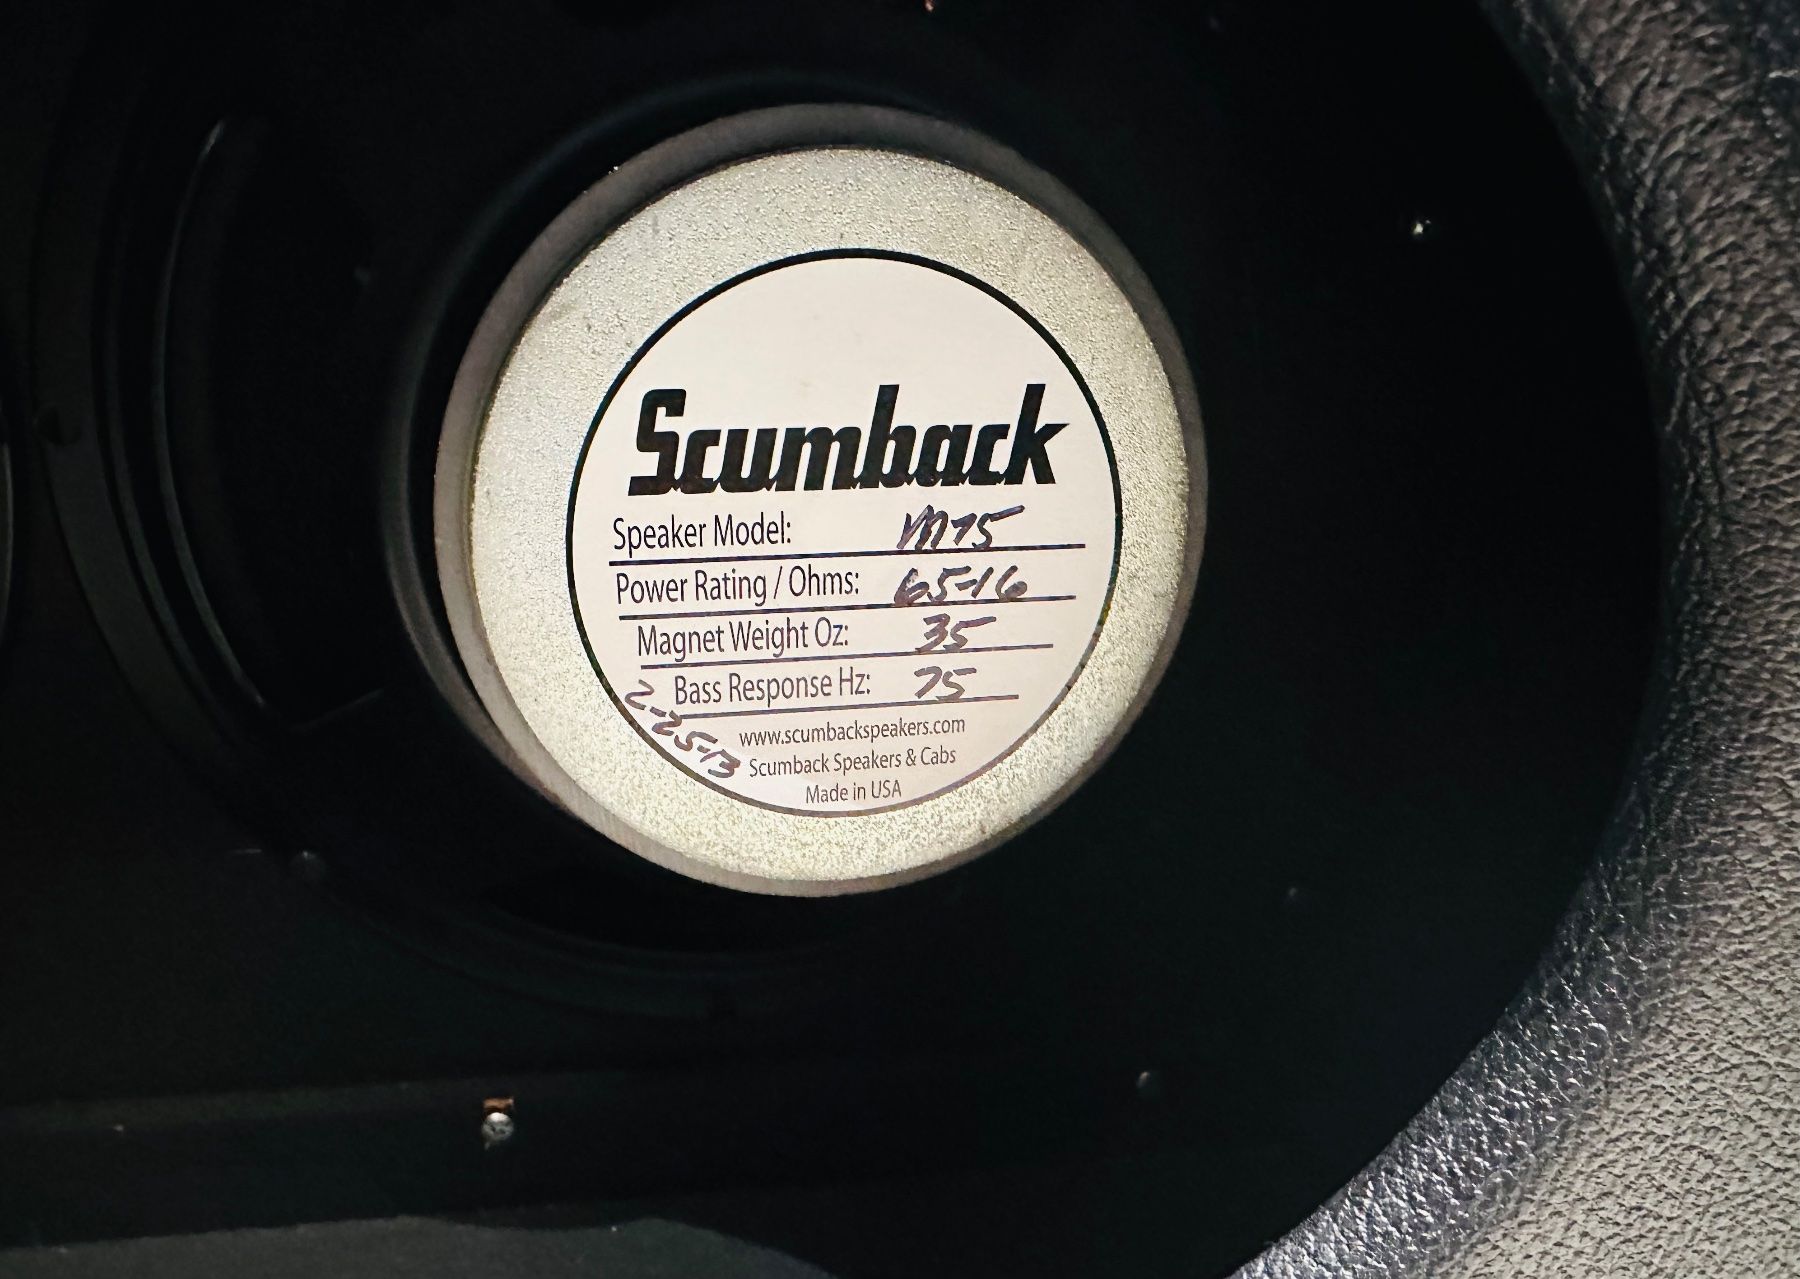 Scumback
Speaker Model: M75
Power Rating / Ohms: 65-16
Magnet Weight Oz: 35
Bass Response Hz: 75
2-25-13
www.scumbackspeakers.com
Scumback Speakers & Cabs
Made in USA